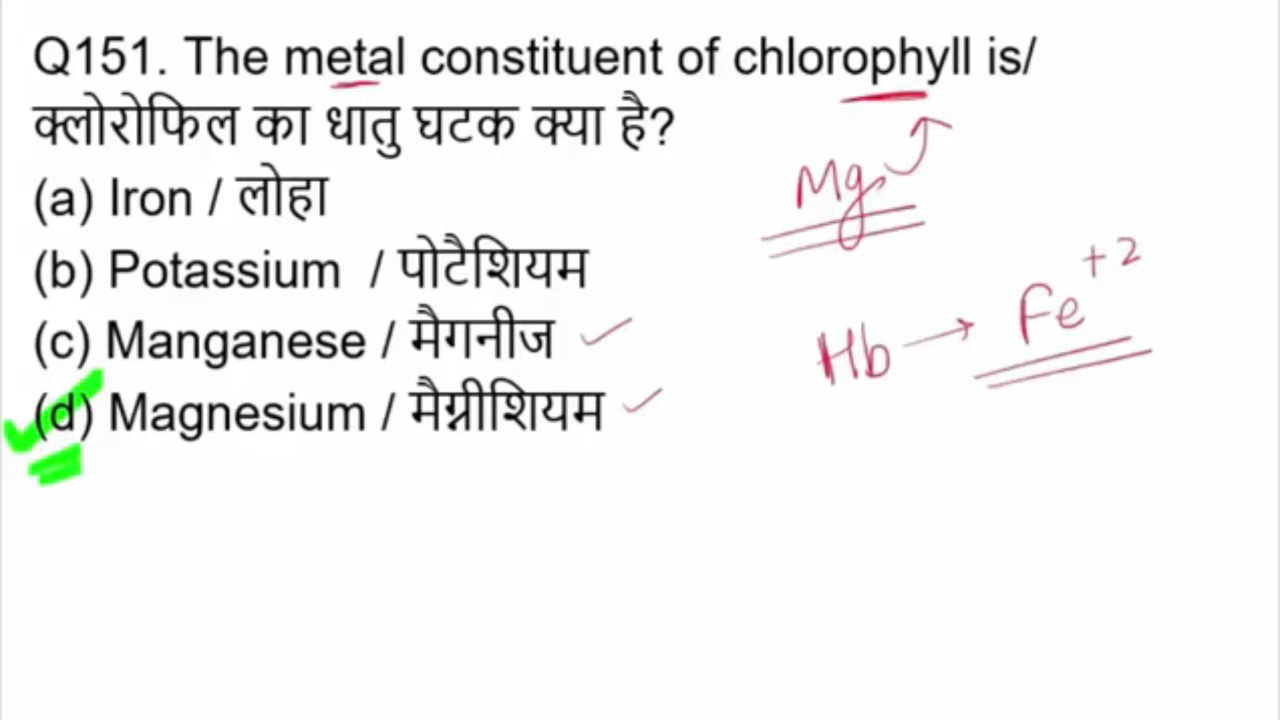 Q151. The metal constituent of chlorophyll is/
क्लोरोफिल का धातु घटक क्या है?
(a) Iron / लोहा
(b) Potassium / पोटैशियम
(c) Manganese / मैगनीज
(d) Magnesium / मैग्नीशियम
Mg
Hb → Fe+2